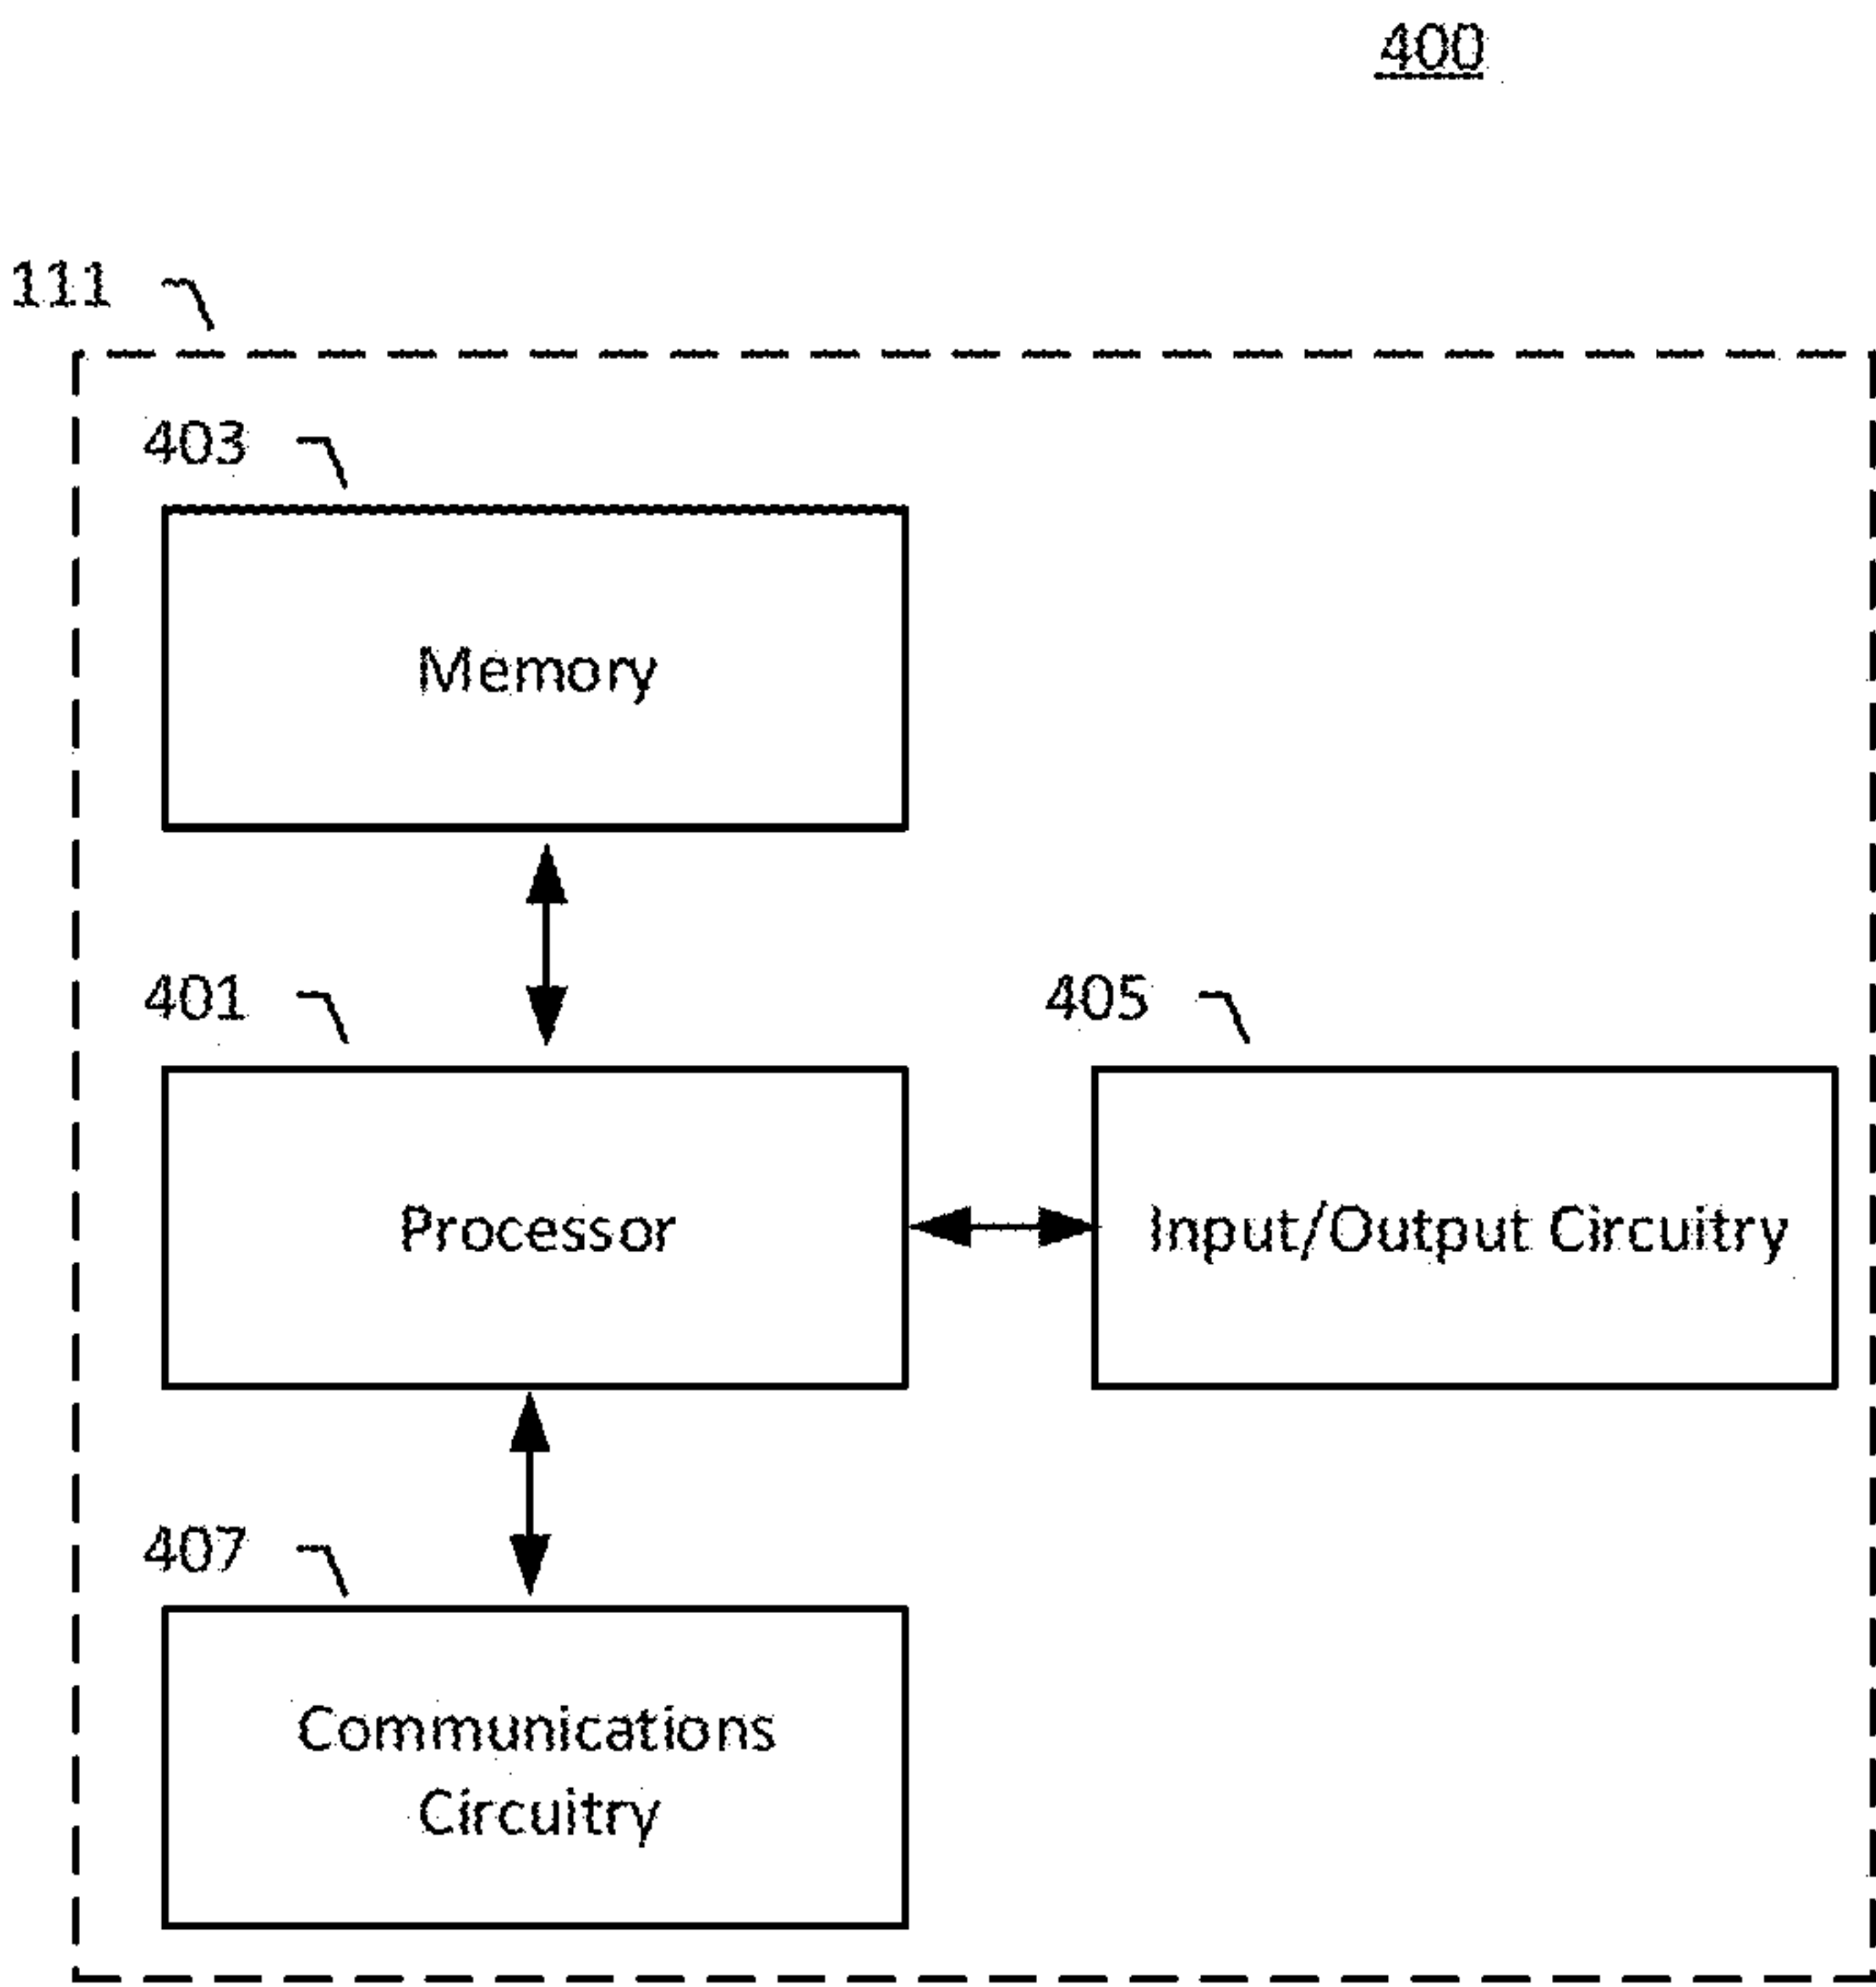 400
111
403
Memory
401
405
Processor
Input/Output Circuitry
407
Communications
Circuitry